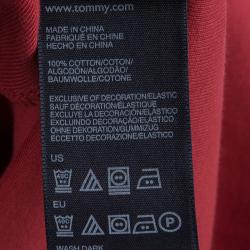 www.tommy.com
MADE IN CHINA
FABRIQUÉ EN CHINE
HECHO EN CHINA
100% COTTON/COTON/
ALGODÓN/ALGODÃO/
BAUMWOLLE/COTONE
EXCLUSIVE OF DECORATION/ELASTIC
SAUF DÉCORATION/ÉLASTIQUE
EXCLUYE LA DECORACIÓN/ELÁSTICO
EXCLUINDO DECORAÇÃO/ELÁSTICO
OHNE DEKORATION/GUMMIZUG
ECCETTO DECORAZIONE/ELASTICO
US
EU
WASH DARK